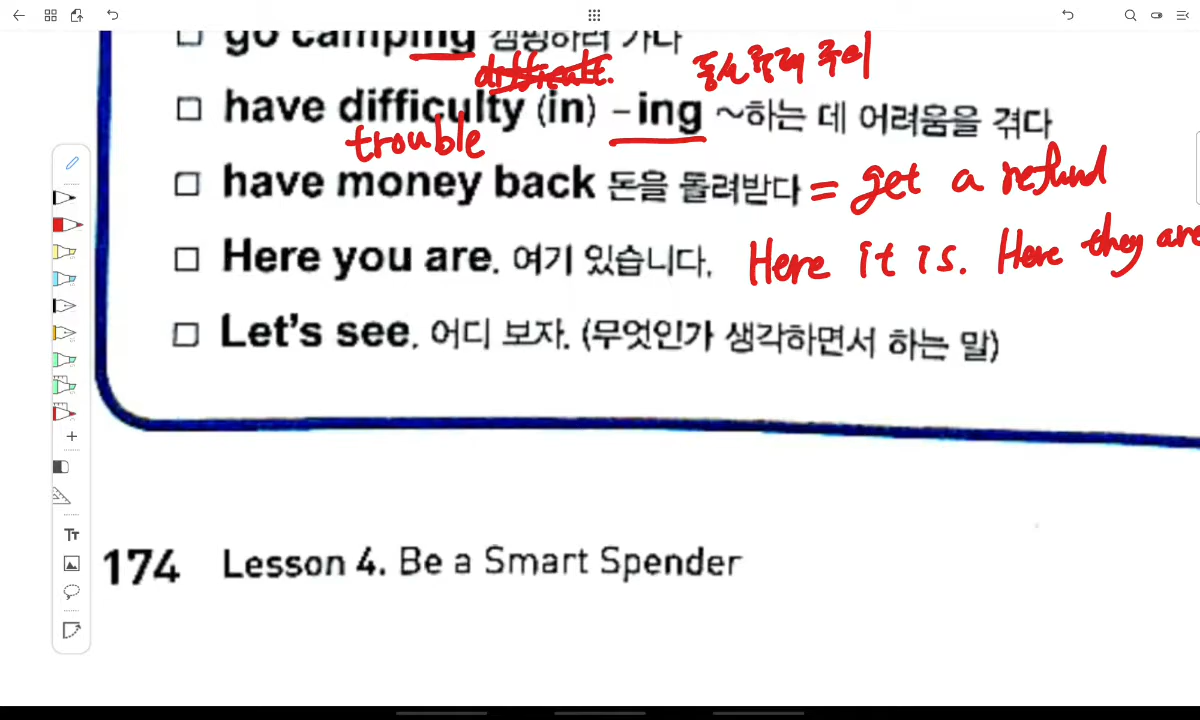 go camping 캠핑하러 가다
difficult. 동사 형태 주의
have difficulty (in) –ing ~하는 데 어려움을 겪다
trouble
have money back 돈을 돌려받다 = get a refund
Here you are. 여기 있습니다. Here it is. Here they are
Let's see. 어디 보자. (무엇인가 생각하면서 하는 말)
174 Lesson 4. Be a Smart Spender
Tт